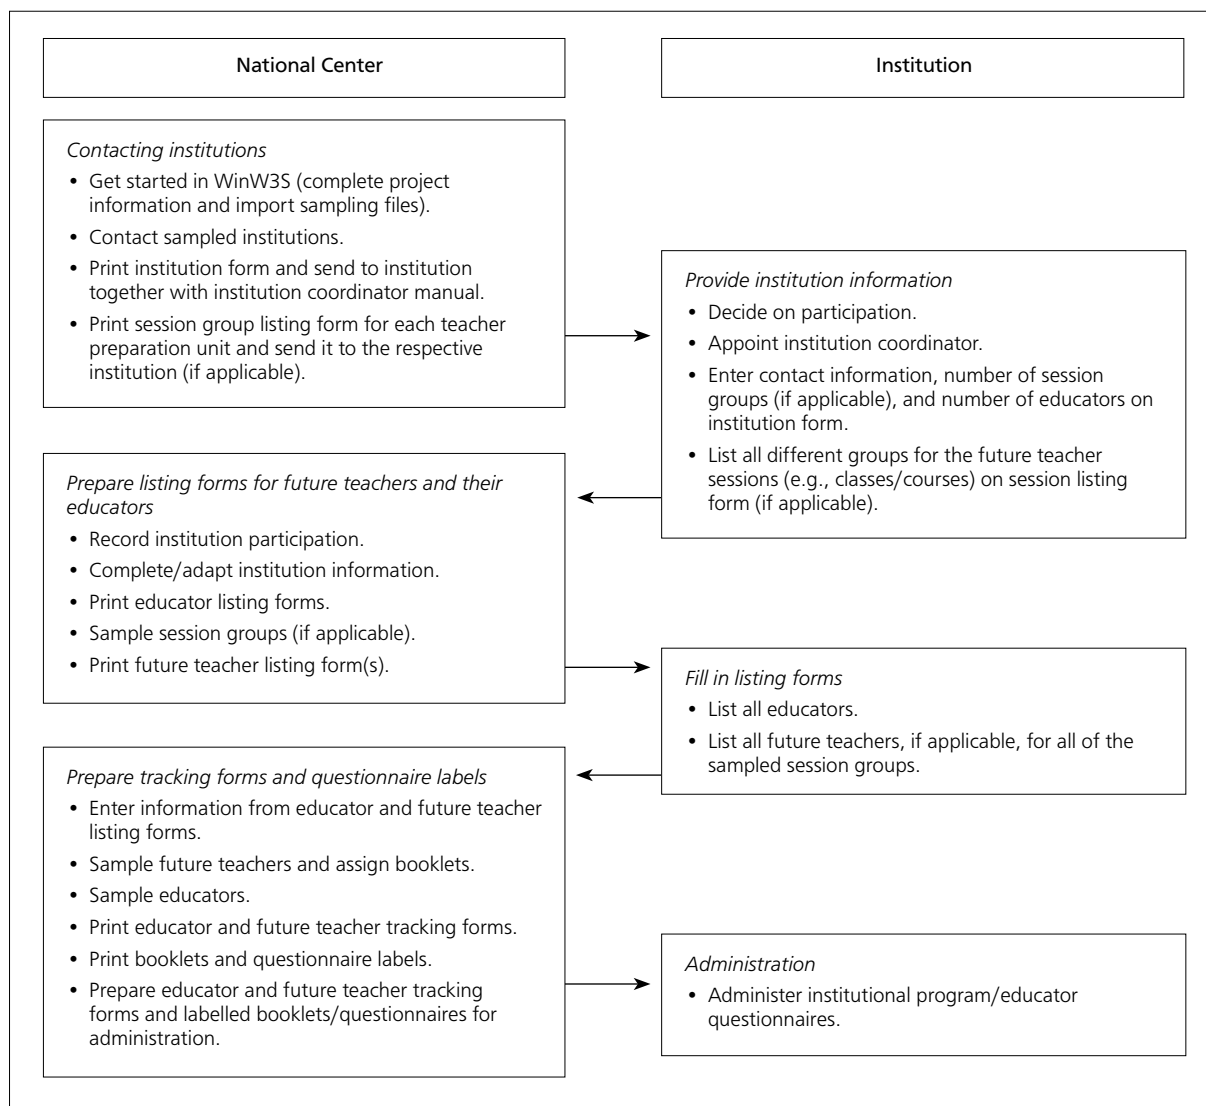 National Center
Institution
Contacting institutions
• Get started in WinW3S (complete project
information and import sampling files).
• Contact sampled institutions.
• Print institution form and send to institution
together with institution coordinator manual.
• Print session group listing form for each teacher
preparation unit and send it to the respective
institution (if applicable).
Provide institution information
• Decide on participation.
• Appoint institution coordinator.
• Enter contact information, number of session
groups (if applicable), and number of educators on
institution form.
• List all different groups for the future teacher
sessions (e.g., classes/courses) on session listing
form (if applicable).
Prepare listing forms for future teachers and their
educators
• Record institution participation.
• Complete/adapt institution information.
• Print educator listing forms.
• Sample session groups (if applicable).
• Print future teacher listing form(s).
Fill in listing forms
• List all educators.
• List all future teachers, if applicable, for all of the
sampled session groups.
Prepare tracking forms and questionnaire labels
• Enter information from educator and future teacher
listing forms.
• Sample future teachers and assign booklets.
• Sample educators.
• Print educator and future teacher tracking forms.
• Print booklets and questionnaire labels.
• Prepare educator and future teacher tracking
forms and labelled booklets/questionnaires for
administration.
Administration
• Administer institutional program/educator
questionnaires.